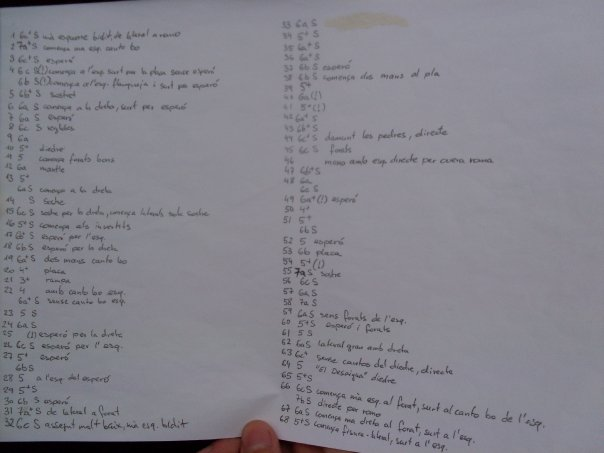 1 6a⁺ S mà esquerra bidit de lateral a romo
2 7a⁺ S comença mà esq. canto bo
3 6c⁺ S esperó
4 6c S(!) comença a l'esq. surt per la placa sense esperó
6b S(!) comença a l'esq. flanqueja i surt per esperó
5 6b⁺ S sostret
6 6a S comença a la dreta, surt per esperó
7 6a S esperó
8 6c S regletes
9 6a
10 5⁺ diedre
11 5 comença forats bons
12 6a mantle
13 5⁺
6a S comença a la dreta
14 S sostre
15 6c S sostre per la dreta, comença laterals sota sostre
16 5⁺ S comença als invertits
17 6b⁺ S esperó per l'esq.
18 6b S esperó per la dreta
19 6a⁺ S dos mans canto bo
20 4⁺ placa
21 3⁺ rampa
22 4 amb canto bo esq.
6a⁺ S sense canto bo esq.
23 5 S
24 6a S
25 (!) esperó per la dreta
26 6c S esperó per l'esq.
27 5⁺ esperó
6b S
28 S a l'esq del esperó
29 5⁺ S
30 6b S esperó
31 7a⁺ S de lateral a forat
32 6c S assegut molt baix, mà esq. bidit
33 6a S
34 5⁺ S
35 6a⁺ S
36 6a⁺ S
37 6b S esperó
38 6b S comença dos mans al pla
39 5⁺
40 6a (!)
41 5⁺ (!)
42 6a⁺ S
43 6b⁺ S
44 6c⁺ S damunt les pedres, directe
45 6c S forats
46 mono amb esq. directe per cuera roma
47 6b⁺ S
48 6a
6c S
49 6a⁺ (!) esperó
50 4⁺
51 5⁺
6b S
52 5 esperó
53 6b placa
54 5⁺ (!)
55 7a S sostre
56 6c S
57 6a S
58 7a S
59 6a S sens forats de l'esq.
60 5⁺ S esperó i forats
61 5 S
62 6a S lateral gran amb dreta
63 6c⁺ sense cantos del diedre, directe
64 5 "El Desaigua" diedre
65 5⁺ S
66 6c S comença mà esq. al forat, surt al canto bo de l'esq.
7b S directe per romo
67 6a S comença mà dreta al forat, surt a l'esq.
68 5⁺ S comença fisura-lateral, surt a l'esq.